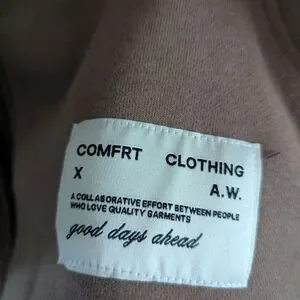 COMFRT CLOTHING
X A.W.
A COLLABORATIVE EFFORT BETWEEN PEOPLE
WHO LOVE QUALITY GARMENTS
good days ahead